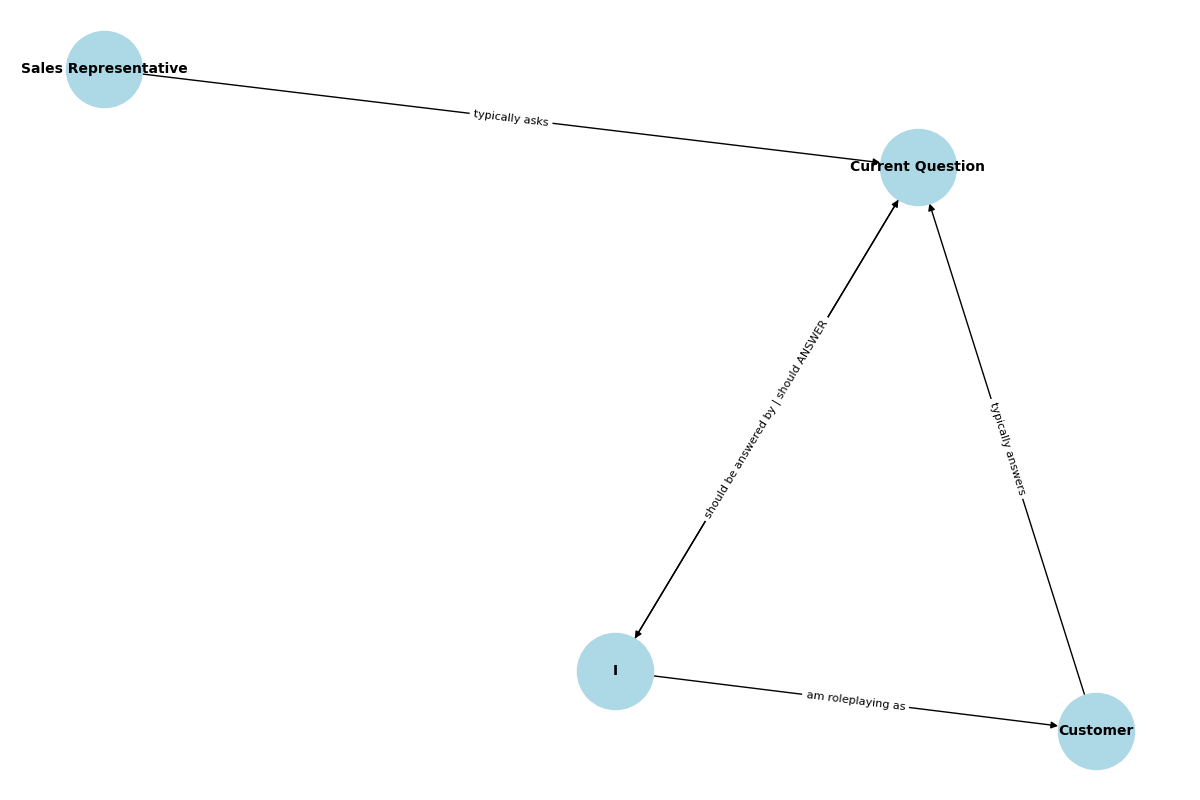 Sales Representative
typically asks
Current Question
should be answered by | should ANSWER
typically answers
I
am roleplaying as
Customer